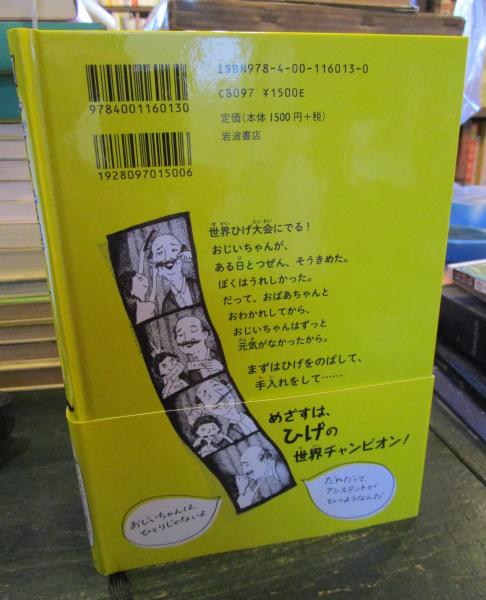 ISBN978-4-00-116013-0
C8097 ¥1500E
定価(本体1500円+税)
岩波書店
9784001160130
1928097015006
世界ひげ大会にでる!
おじいちゃんが、
ある日とつぜん、そうきめた。
ぼくはうれしかった。
だって、おばあちゃんと
おわかれしてから、
おじいちゃんはずっと
元気がなかったから。
まずはひげをのばして、
手入れをして……
めざすは、
ひげの
世界チャンピオン!
おじいちゃんは、
ひとりじゃないよ
だれだって、
アシスタントが
ひつようなんだ